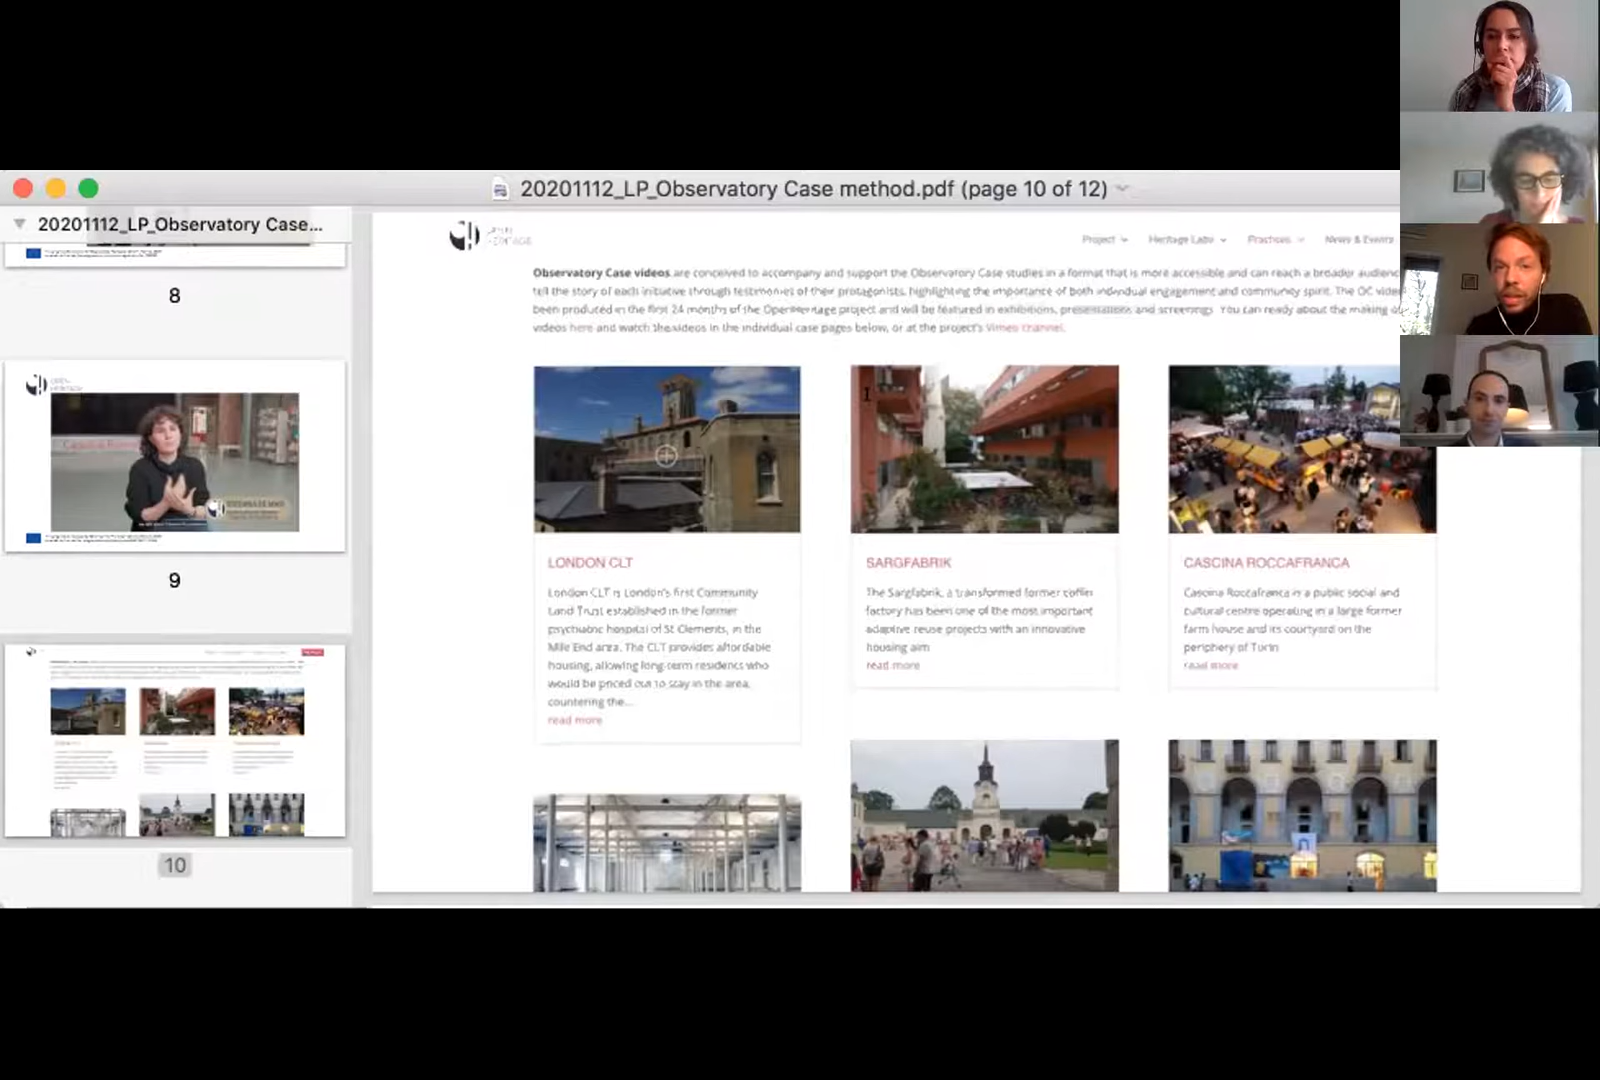 20201112_LP_Observatory Case method.pdf (page 10 of 12)
20201112_LP_Observatory Case...
8
9
10
OPEN
HERITAGE
Project
Heritage Labs
Practices
News & Events
Observatory Case videos are conceived to accompany and support the Observatory Case studies in a format that is more accessible and can reach a broader audienc
tell the story of each initiative through testimonies of their protagonists, highlighting the importance of both individual engagement and community spirit. The OC video
been produced in the first 24 months of the OpenHeritage project and will be featured in exhibitions, presentations and screenings. You can ready about the making o
videos here and watch the videos in the individual case pages below, or at the project's Vimeo channel.
LONDON CLT
London CLT is London's first Community
Land Trust established in the former
psychiatric hospital of St Clements, in the
Mile End area. The CLT provides affordable
housing, allowing long-term residents who
would be priced out to stay in the area,
countering the...
read more
SARGFABRIK
The Sargfabrik, a transformed former coffin
factory has been one of the most important
adaptive reuse projects with an innovative
housing aim
read more
CASCINA ROCCAFRANCA
Cascina Roccafranca is a public social and
cultural centre operating in a large former
farm house and its courtyard on the
periphery of Turin
read more